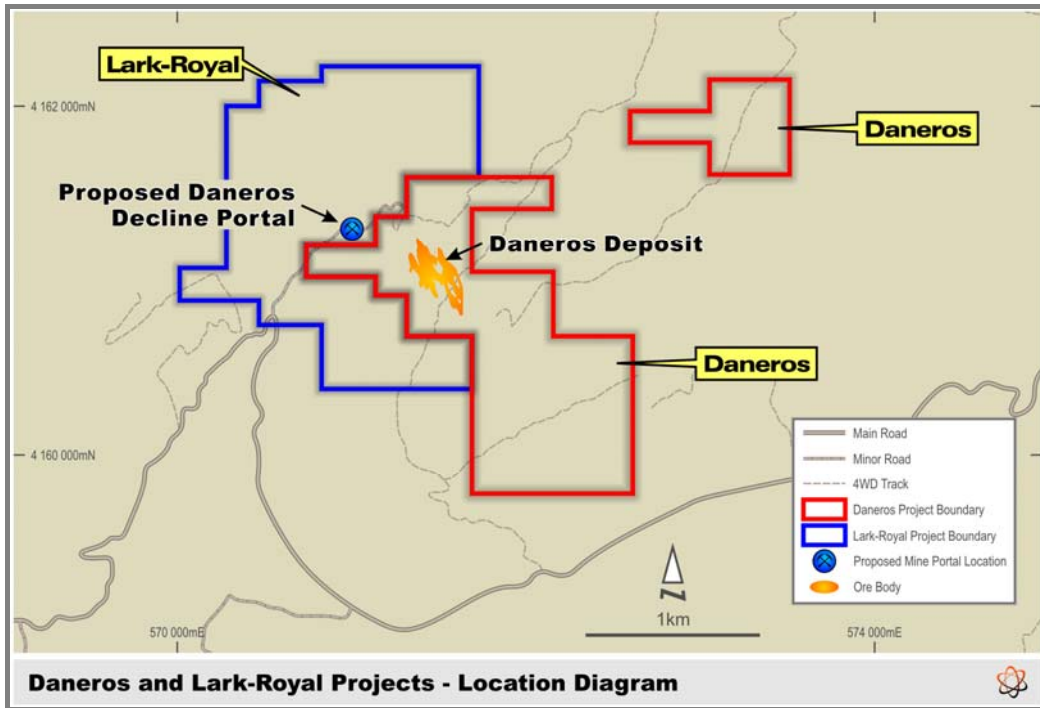 Lark-Royal
4 162 000mN
Daneros
Proposed Daneros
Decline Portal
Daneros Deposit
Daneros
4 160 000mN
Main Road
Minor Road
4WD Track
Daneros Project Boundary
Lark-Royal Project Boundary
Proposed Mine Portal Location
Ore Body
N
1km
570 000mE
574 000mE
Daneros and Lark-Royal Projects - Location Diagram